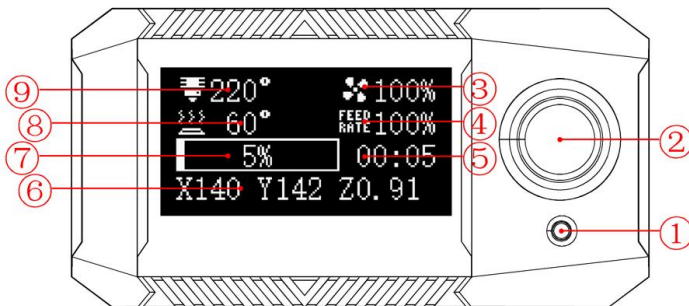 ⑨ 220° 100% ③
⑧ 60° FEED RATE 100% ④
⑦ 5% 00:05 ⑤
⑥ X140 Y142 Z0.91
②
①